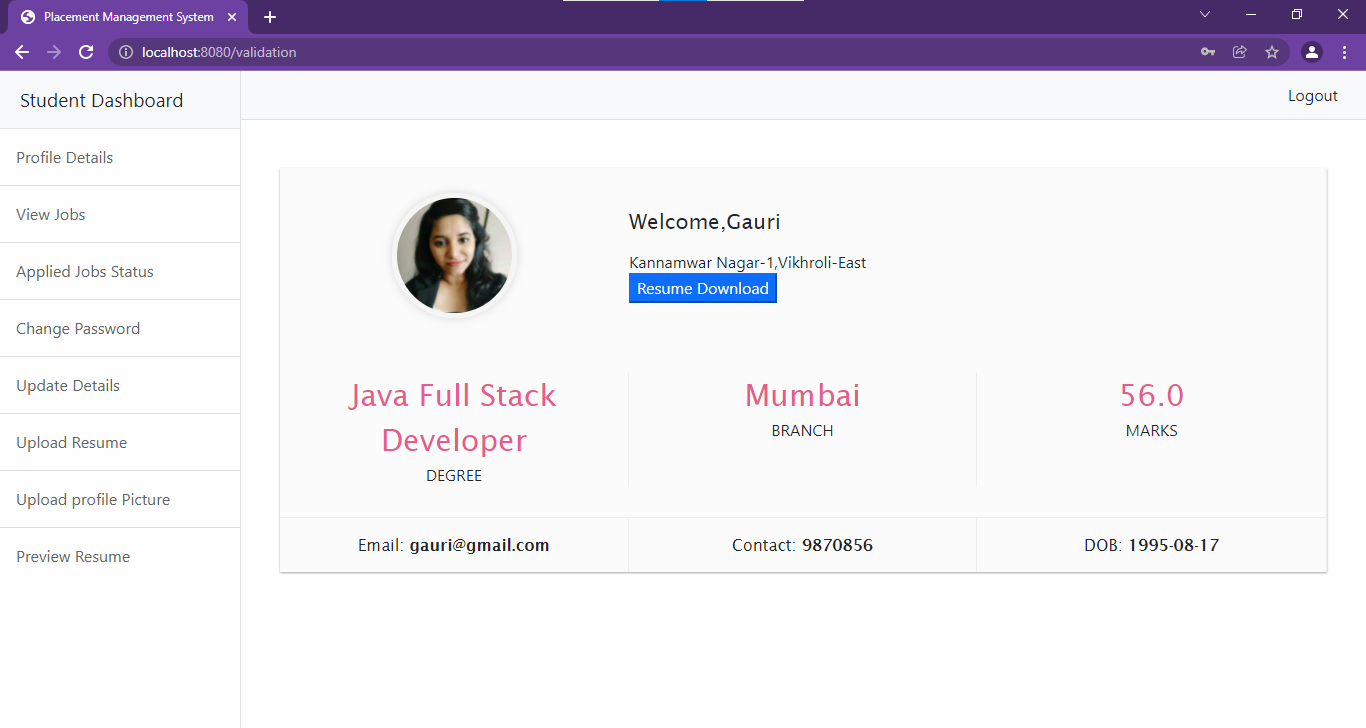 Placement Management System
localhost:8080/validation
Student Dashboard
Logout
Profile Details
View Jobs
Applied Jobs Status
Change Password
Update Details
Upload Resume
Upload profile Picture
Preview Resume
Welcome,Gauri
Kannamwar Nagar-1,Vikhroli-East
Resume Download
Java Full Stack
Developer
DEGREE
Mumbai
BRANCH
56.0
MARKS
Email: gauri@gmail.com
Contact: 9870856
DOB: 1995-08-17